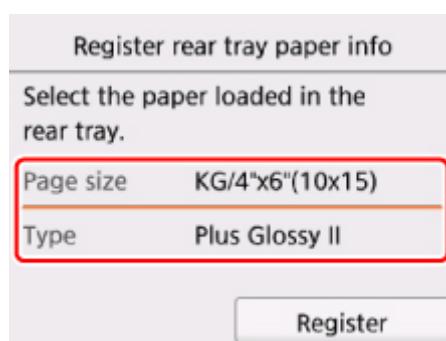 Register rear tray paper info
Select the paper loaded in the
rear tray.
Page size KG/4"x6"(10x15)
Type Plus Glossy II
Register